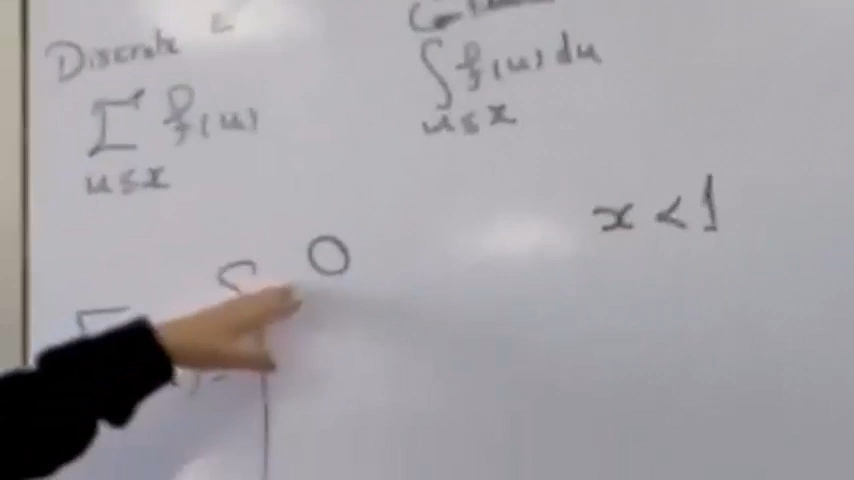 Discrete
∑ f(u)
u≤x
∫ f(u) du
u≤x
0
x < 1